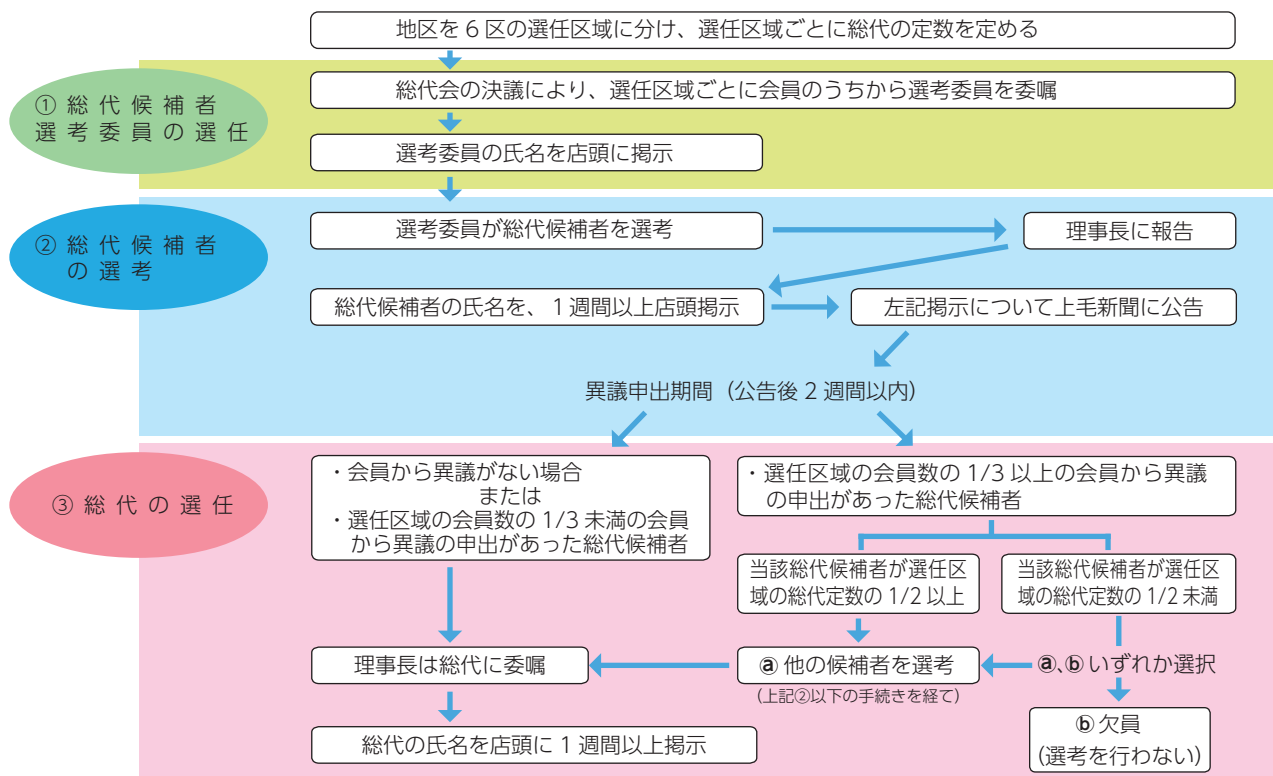 地区を6区の選任区域に分け、選任区域ごとに総代の定数を定める
①総代候補者
選考委員の選任
総代会の決議により、選任区域ごとに会員のうちから選考委員を委嘱
選考委員の氏名を店頭に掲示
②総代候補者
の選考
選考委員が総代候補者を選考
理事長に報告
総代候補者の氏名を、1週間以上店頭掲示
左記掲示について上毛新聞に公告
異議申出期間（公告後2週間以内）
③総代の選任
・会員から異議がない場合
または
・選任区域の会員数の1/3未満の会員
から異議の申出があった総代候補者
・選任区域の会員数の1/3以上の会員から異議
の申出があった総代候補者
当該総代候補者が選任区
域の総代定数の1/2以上
当該総代候補者が選任区
域の総代定数の1/2未満
理事長は総代に委嘱
ⓐ他の候補者を選考
（上記②以下の手続きを経て）
ⓐ、ⓑいずれか選択
総代の氏名を店頭に1週間以上掲示
ⓑ欠員
（選考を行わない）